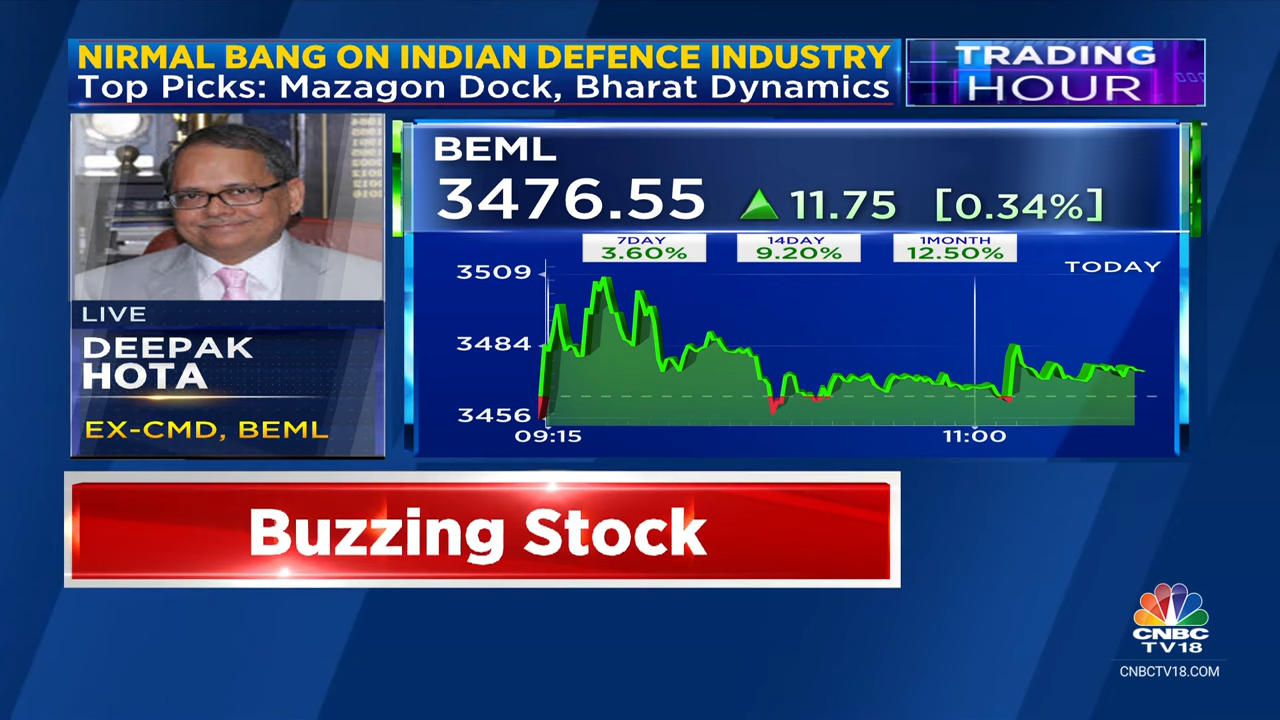 NIRMAL BANG ON INDIAN DEFENCE INDUSTRY
Top Picks: Mazagon Dock, Bharat Dynamics
TRADING
HOUR
LIVE
DEEPAK
HOTA
EX-CMD, BEML
BEML
3476.55 11.75 [0.34%]
7DAY
3.60%
14DAY
9.20%
1MONTH
12.50%
TODAY
3509
3484
3456
09:15
11:00
Buzzing Stock
CNBC
TV18
CNBCTV18.COM